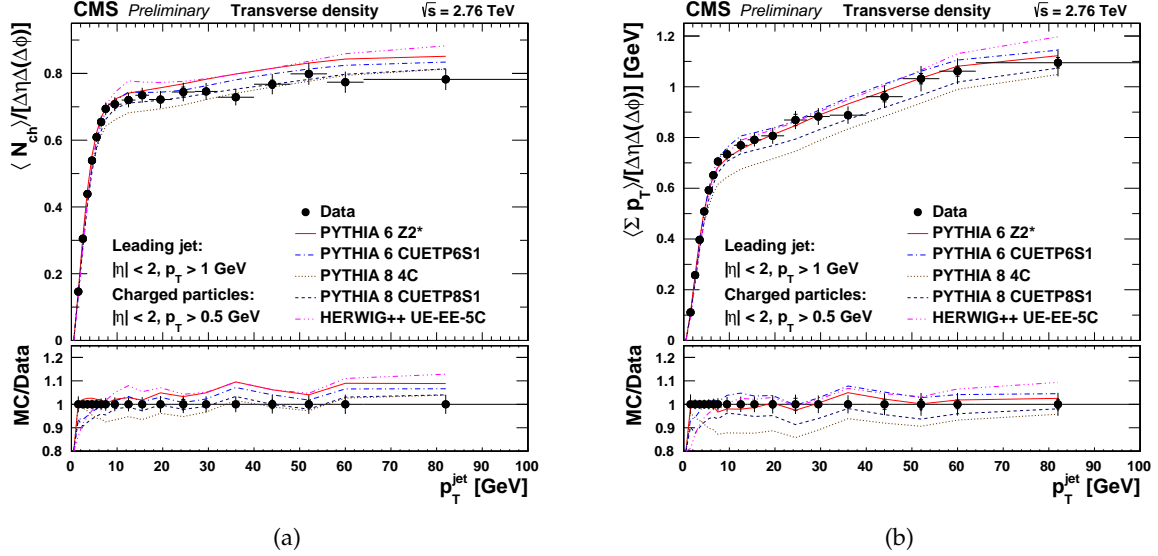 CMS Preliminary Transverse density √s = 2.76 TeV
⟨ N_ch⟩/[ΔηΔ(Δϕ)]
0.8
0.6
0.4
0.2
0
Data
PYTHIA 6 Z2*
PYTHIA 6 CUETP6S1
PYTHIA 8 4C
PYTHIA 8 CUETP8S1
HERWIG++ UE-EE-5C
Leading jet:
|η| < 2, p_T > 1 GeV
Charged particles:
|η| < 2, p_T > 0.5 GeV
MC/Data
1.2
1.1
1
0.9
0.8
0 10 20 30 40 50 60 70 80 90 100
p_T^jet [GeV]
(a)
CMS Preliminary Transverse density √s = 2.76 TeV
⟨Σ p_T⟩/[ΔηΔ(Δϕ)] [GeV]
1.2
1
0.8
0.6
0.4
0.2
0
Data
PYTHIA 6 Z2*
PYTHIA 6 CUETP6S1
PYTHIA 8 4C
PYTHIA 8 CUETP8S1
HERWIG++ UE-EE-5C
Leading jet:
|η| < 2, p_T > 1 GeV
Charged particles:
|η| < 2, p_T > 0.5 GeV
MC/Data
1.2
1.1
1
0.9
0.8
0 10 20 30 40 50 60 70 80 90 100
p_T^jet [GeV]
(b)